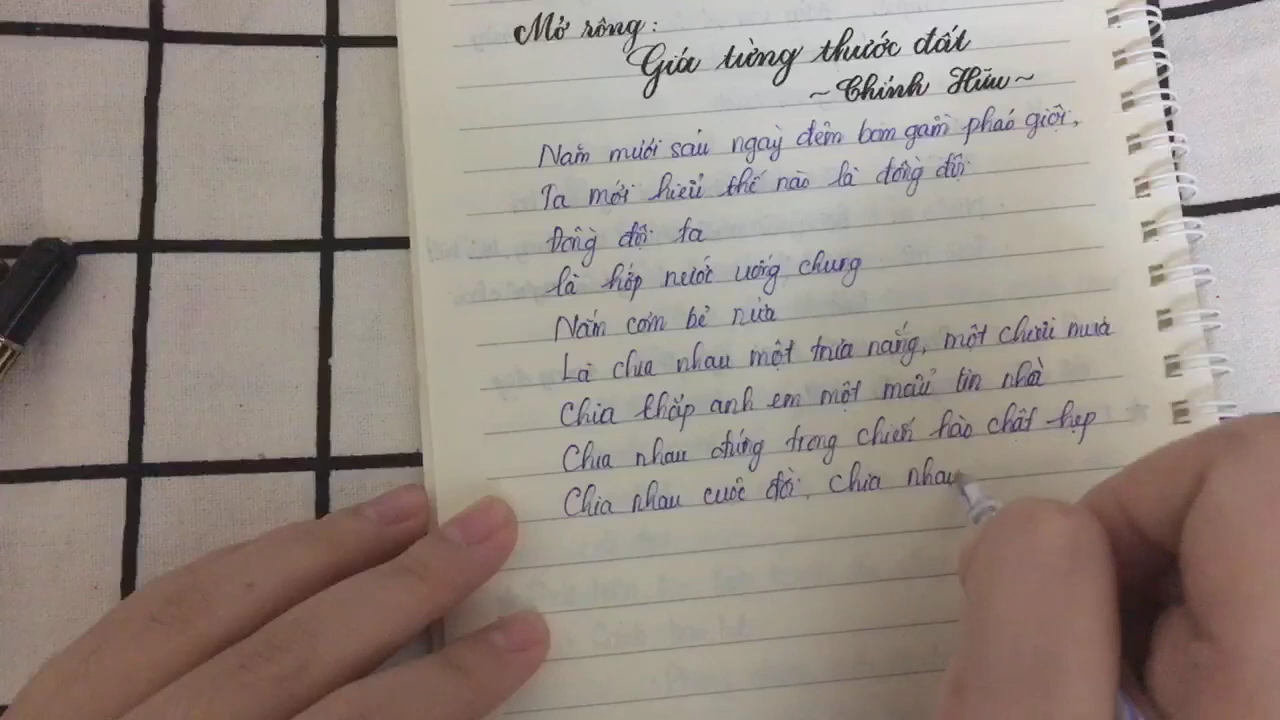 Mở rộng:
Giá từng thước đất
~ Chính Hữu ~
Năm mươi sáu ngày đêm bom gầm pháo giội,
Ta mới hiểu thế nào là đồng đội
Đồng đội ta
là hớp nước uống chung
Nắm cơm bẻ nửa
Là chia nhau một trưa nắng, một chiều mưa
Chia khắp anh em một mẩu tin nhà
Chia nhau đứng trong chiến hào chật hẹp
Chia nhau cuộc đời, chia nhau